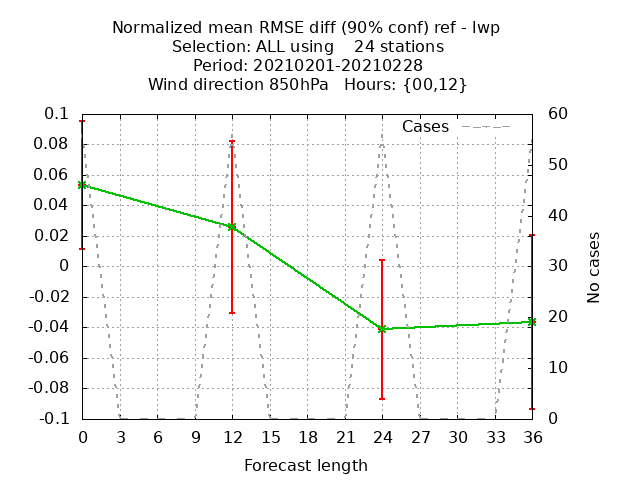 Normalized mean RMSE diff (90% conf) ref - lwp
Selection: ALL using    24 stations
Period: 20210201-20210228
Wind direction 850hPa   Hours: {00,12}
0.1
0.08
0.06
0.04
0.02
0
-0.02
-0.04
-0.06
-0.08
-0.1
Cases
60
50
40
30
20
10
0
No cases
0 3 6 9 12 15 18 21 24 27 30 33 36
Forecast length